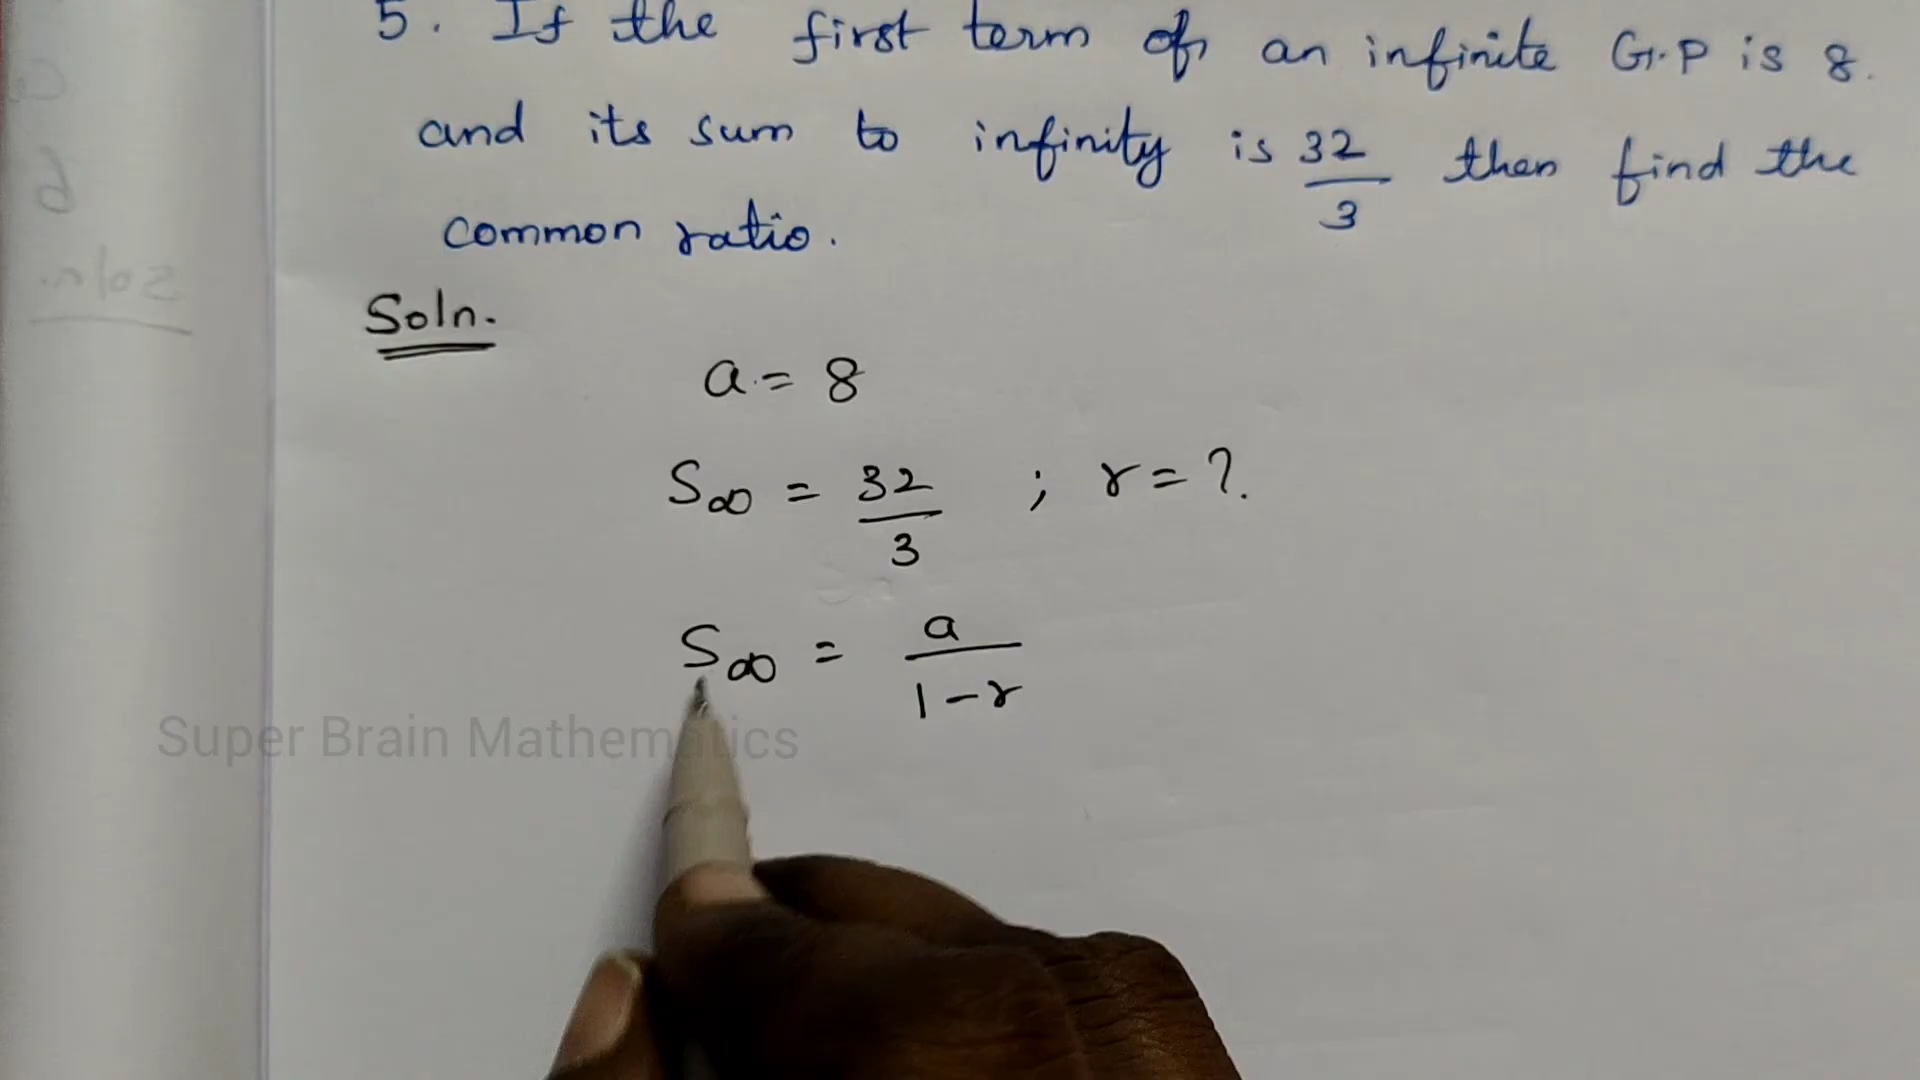 5. If the first term of an infinite G.P is 8.
and its sum to infinity is 32/3 then find the
common ratio.
Soln.
a = 8
S∞ = 32/3 ; r = ?.
S∞ = a/1-r
Super Brain Mathematics